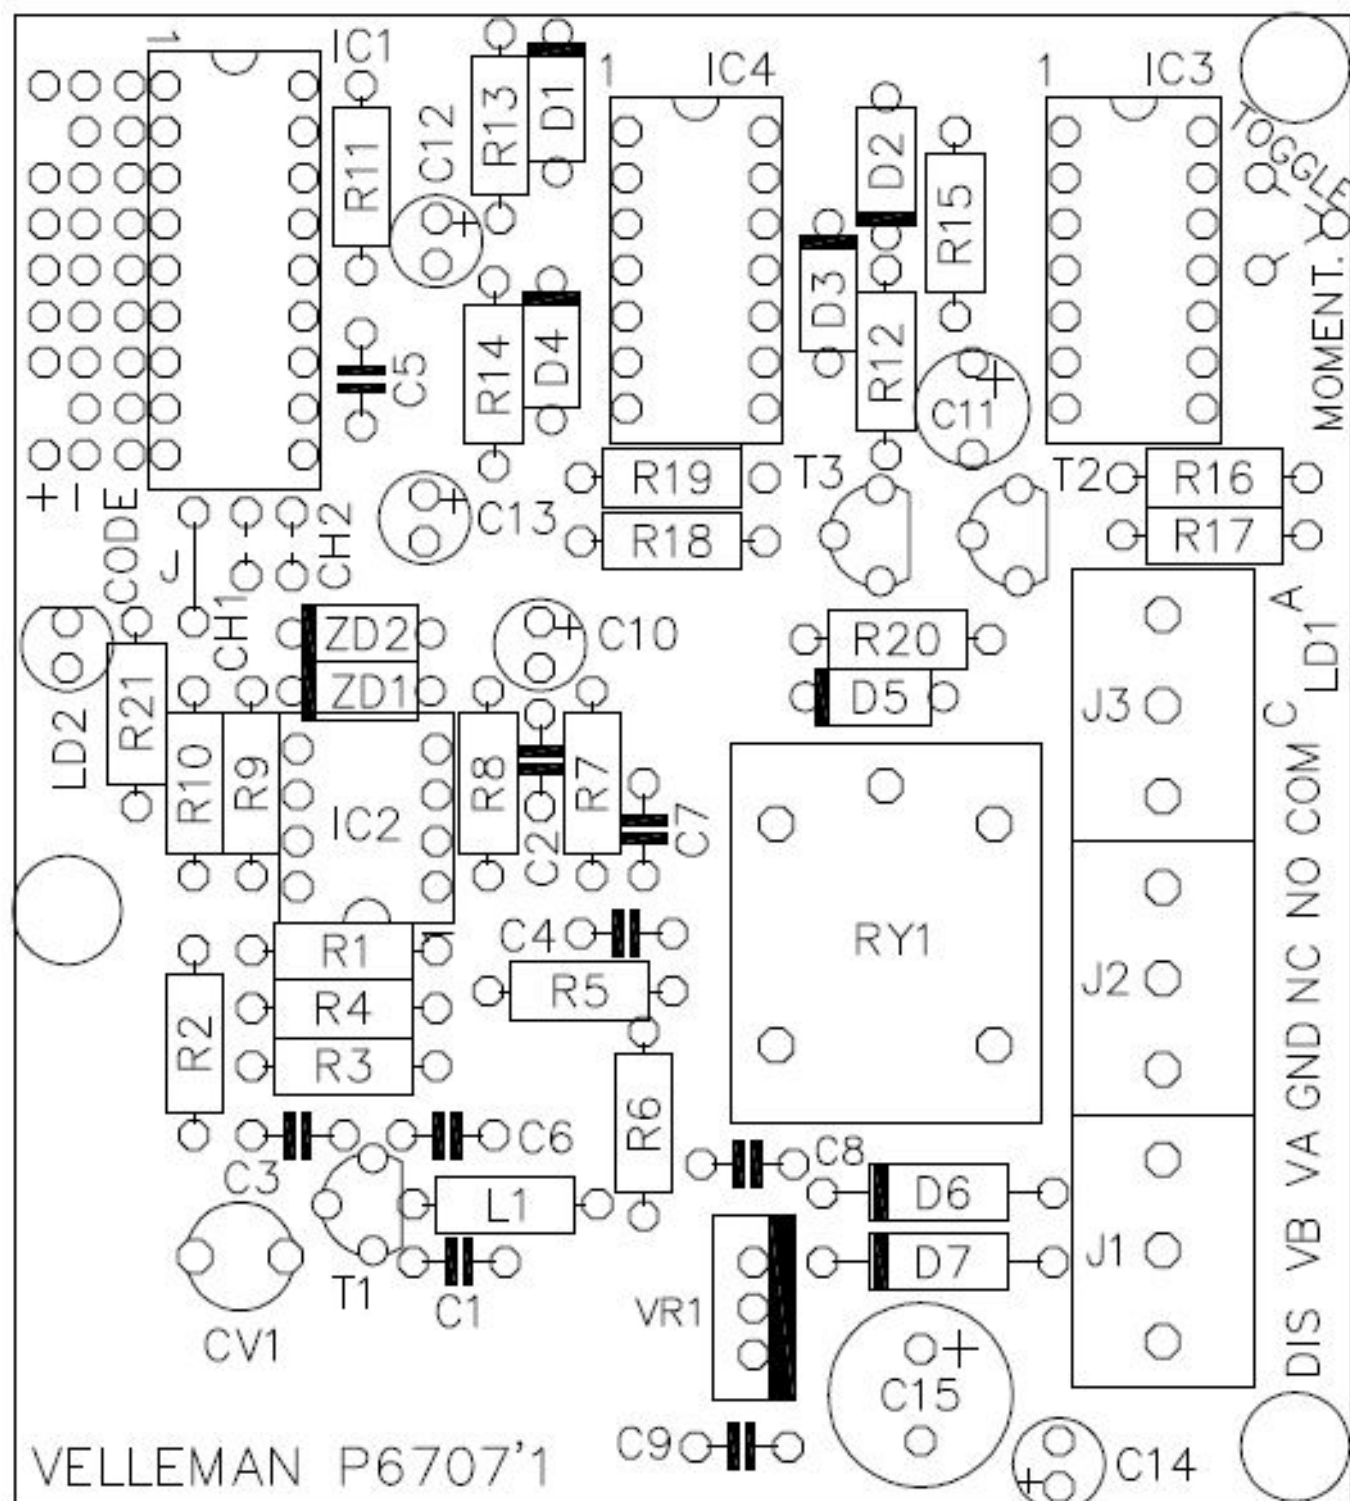 1
IC1
R13
D1
1
IC4
1
IC3
TOGGLE
R11
C12
+
D2
R15
D3
MOMENT.
R14
D4
R12
C11
+
C5
+
-
CODE
J
CH1
CH2
C13
+
R19
R18
T3
T2
R16
R17
ZD2
ZD1
C10
+
R20
D5
A
LD1
C
J3
LD2
R21
R10
R9
IC2
R8
C2
R7
C7
RY1
J2
DIS VB VA GND NC NO COM
1
R1
C4
R5
R4
R3
R2
R6
C3
C6
C8
D6
L1
D7
J1
T1
C1
VR1
CV1
C15
+
C9
C14
+
VELLEMAN P6707'1